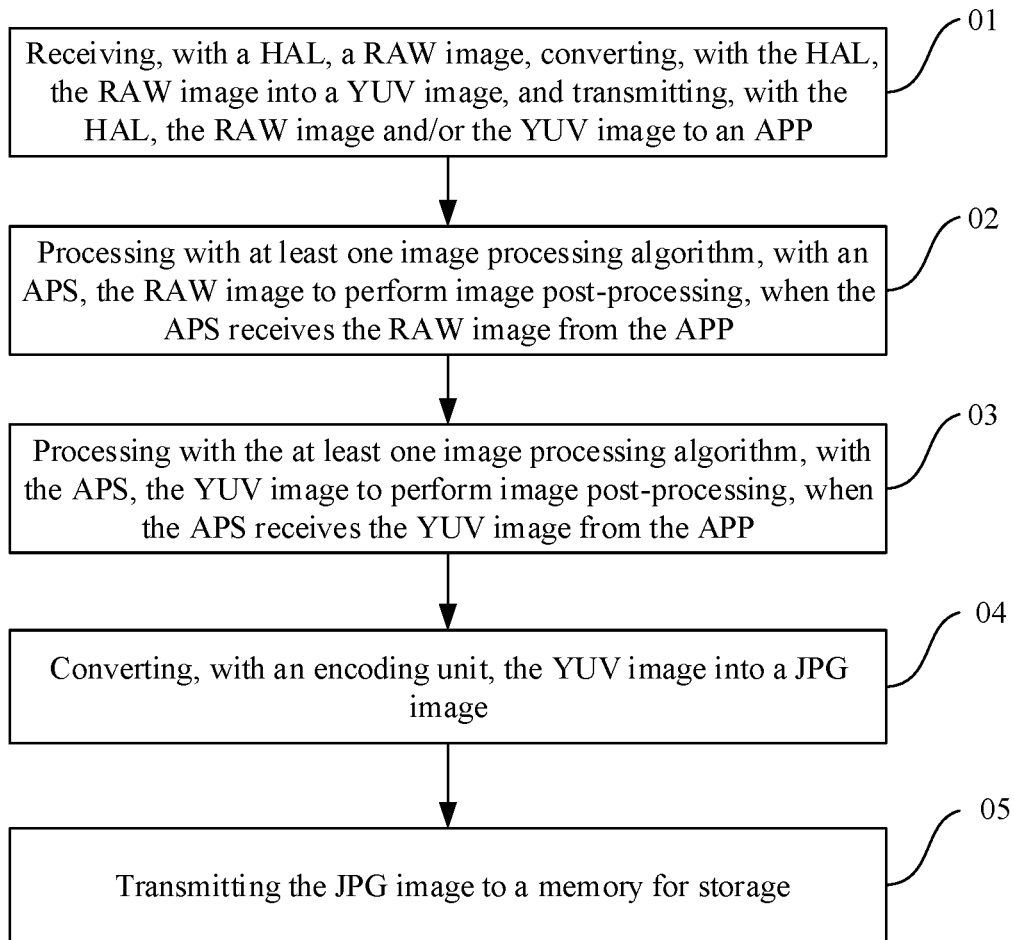 01
Receiving, with a HAL, a RAW image, converting, with the HAL,
the RAW image into a YUV image, and transmitting, with the
HAL, the RAW image and/or the YUV image to an APP
02
Processing with at least one image processing algorithm, with an
APS, the RAW image to perform image post-processing, when the
APS receives the RAW image from the APP
03
Processing with the at least one image processing algorithm, with
the APS, the YUV image to perform image post-processing, when
the APS receives the YUV image from the APP
04
Converting, with an encoding unit, the YUV image into a JPG
image
05
Transmitting the JPG image to a memory for storage